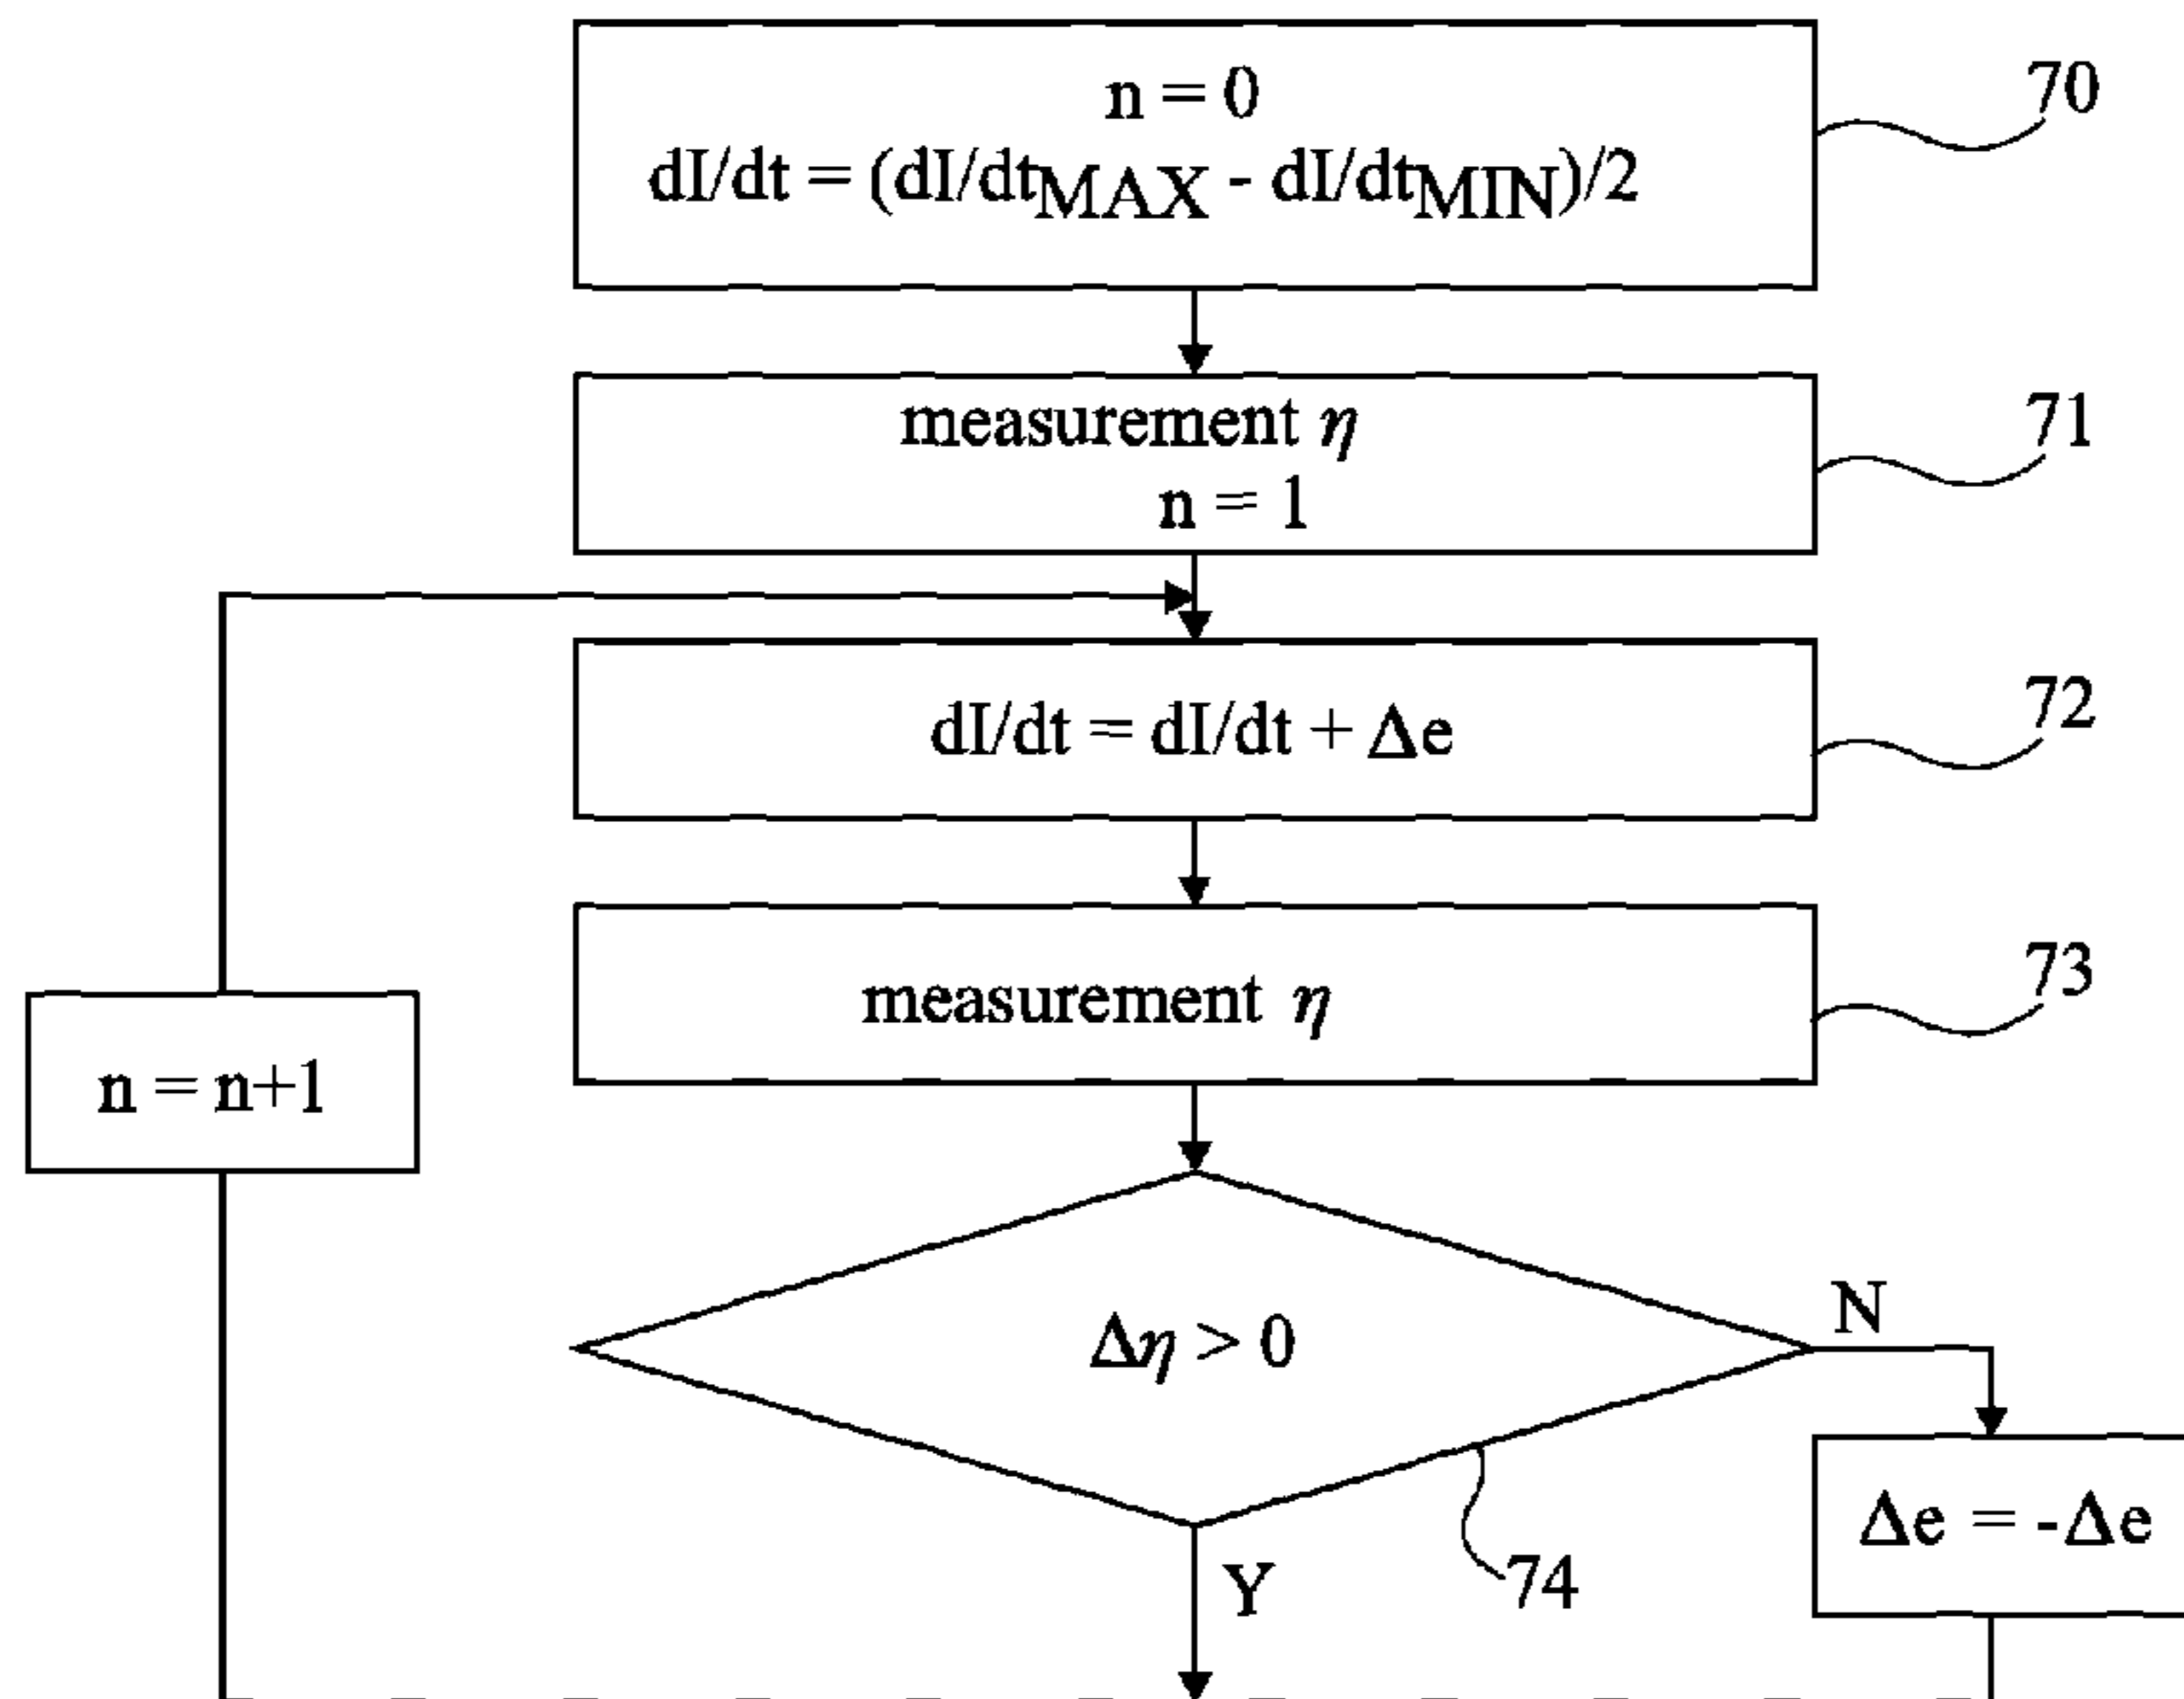 n = 0
dI/dt = (dI/dtMAX - dI/dtMIN)/2
70
measurement η
n = 1
71
dI/dt = dI/dt + Δe
72
measurement η
73
n = n+1
Δη > 0
N
Δe = -Δe
74
Y